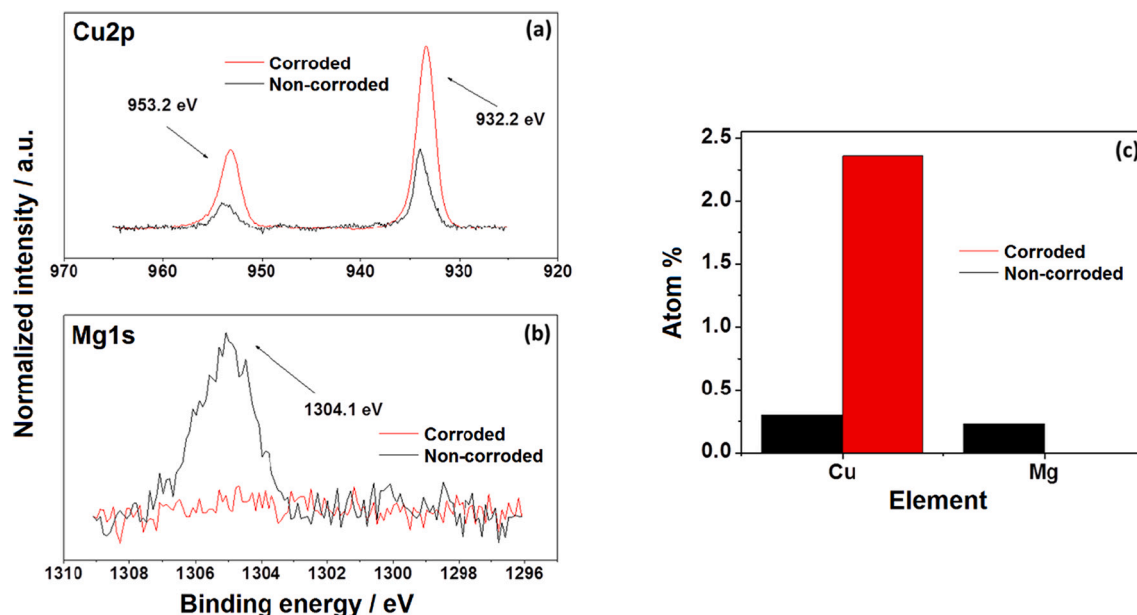 Cu2p
(a)
Corroded
Non-corroded
953.2 eV
932.2 eV
970 960 950 940 930 920
Mg1s
(b)
1304.1 eV
Corroded
Non-corroded
1310 1308 1306 1304 1302 1300 1298 1296
Binding energy / eV
Normalized intensity / a.u.
(c)
2.5
2.0
1.5
1.0
0.5
0.0
Corroded
Non-corroded
Atom %
Cu Mg
Element